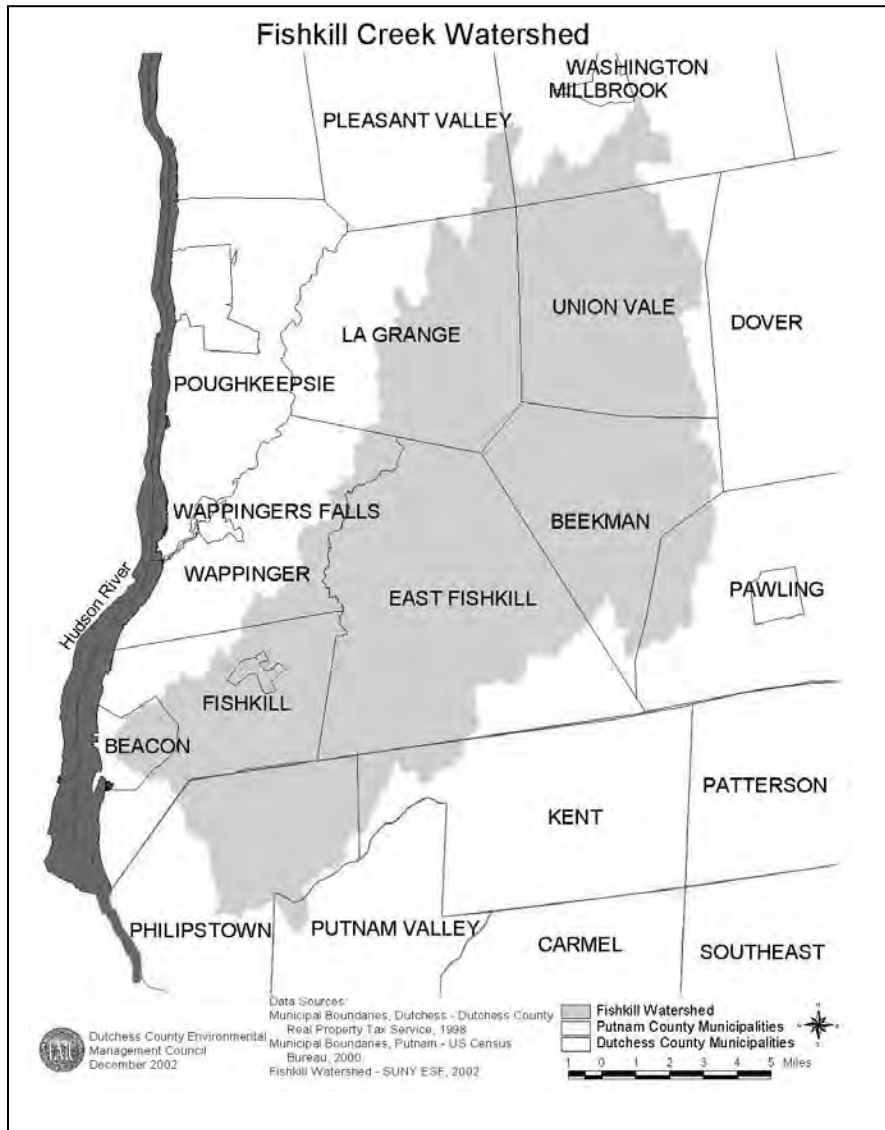 Fishkill Creek Watershed
WASHINGTON
MILLBROOK
PLEASANT VALLEY
UNION VALE
DOVER
LA GRANGE
POUGHKEEPSIE
WAPPINGERS FALLS
BEEKMAN
WAPPINGER
EAST FISHKILL
PAWLING
Hudson River
FISHKILL
BEACON
PATTERSON
KENT
PHILIPSTOWN
PUTNAM VALLEY
CARMEL
SOUTHEAST
Dutchess County Environmental
Management Council
December 2002
Data Sources:
Municipal Boundaries, Dutchess - Dutchess County
Real Property Tax Service, 1998
Municipal Boundaries, Putnam - US Census
Bureau, 2000
Fishkill Watershed - SUNY ESF, 2002
Fishkill Watershed
Putnam County Municipalities
Dutchess County Municipalities
1 0 1 2 3 4 5 Miles